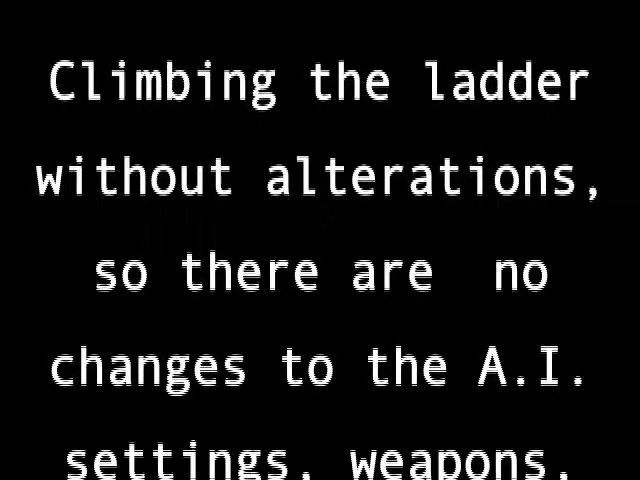 Climbing the ladder
without alterations,
so there are  no
changes to the A.I.
settings, weapons,